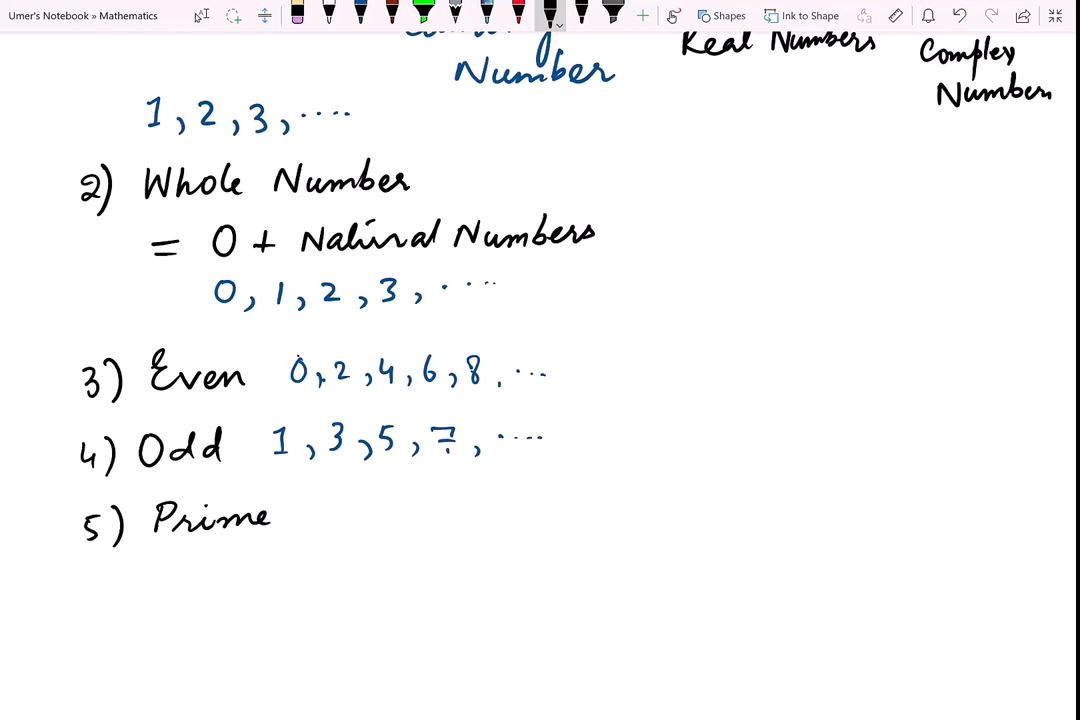 Umer's Notebook » Mathematics
Shapes
Ink to Shape
Real Numbers
Complex
Number
Number
1, 2, 3, ....
2) Whole Number
= 0 + Natural Numbers
0, 1, 2, 3, ....
3) Even 0, 2, 4, 6, 8, ...
4) Odd 1, 3, 5, 7, ....
5) Prime